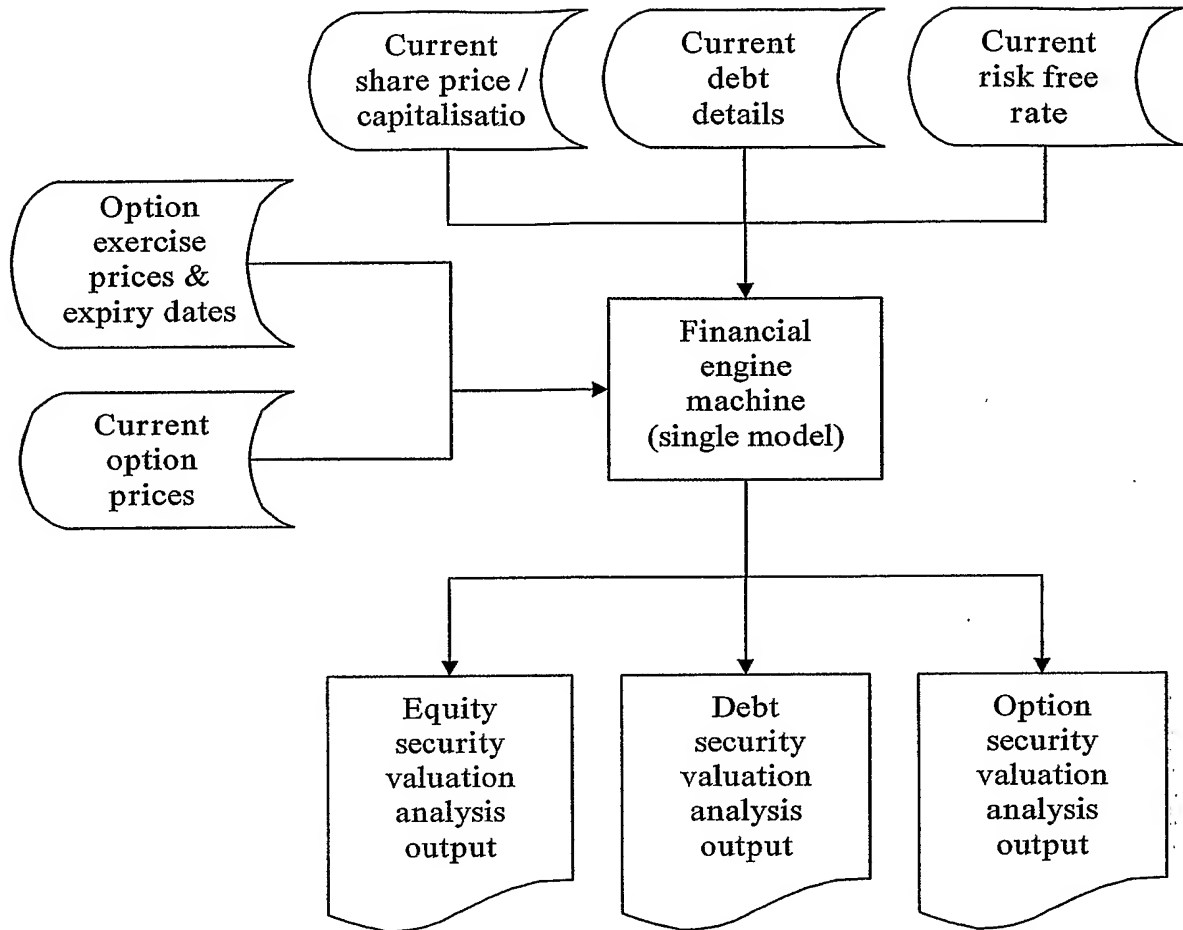 Current
share price /
capitalisatio
Current
debt
details
Current
risk free
rate
Option
exercise
prices &
expiry dates
Current
option
prices
Financial
engine
machine
(single model)
Equity
security
valuation
analysis
output
Debt
security
valuation
analysis
output
Option
security
valuation
analysis
output